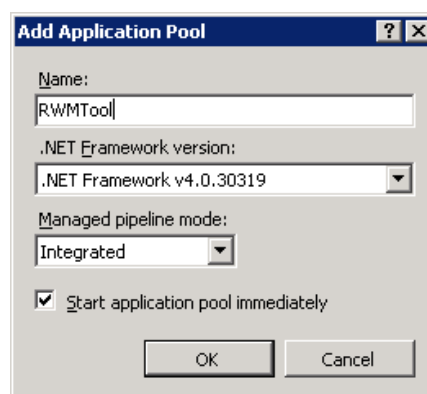 Add Application Pool
Name:
RWMTool
.NET Framework version:
.NET Framework v4.0.30319
Managed pipeline mode:
Integrated
Start application pool immediately
OK Cancel